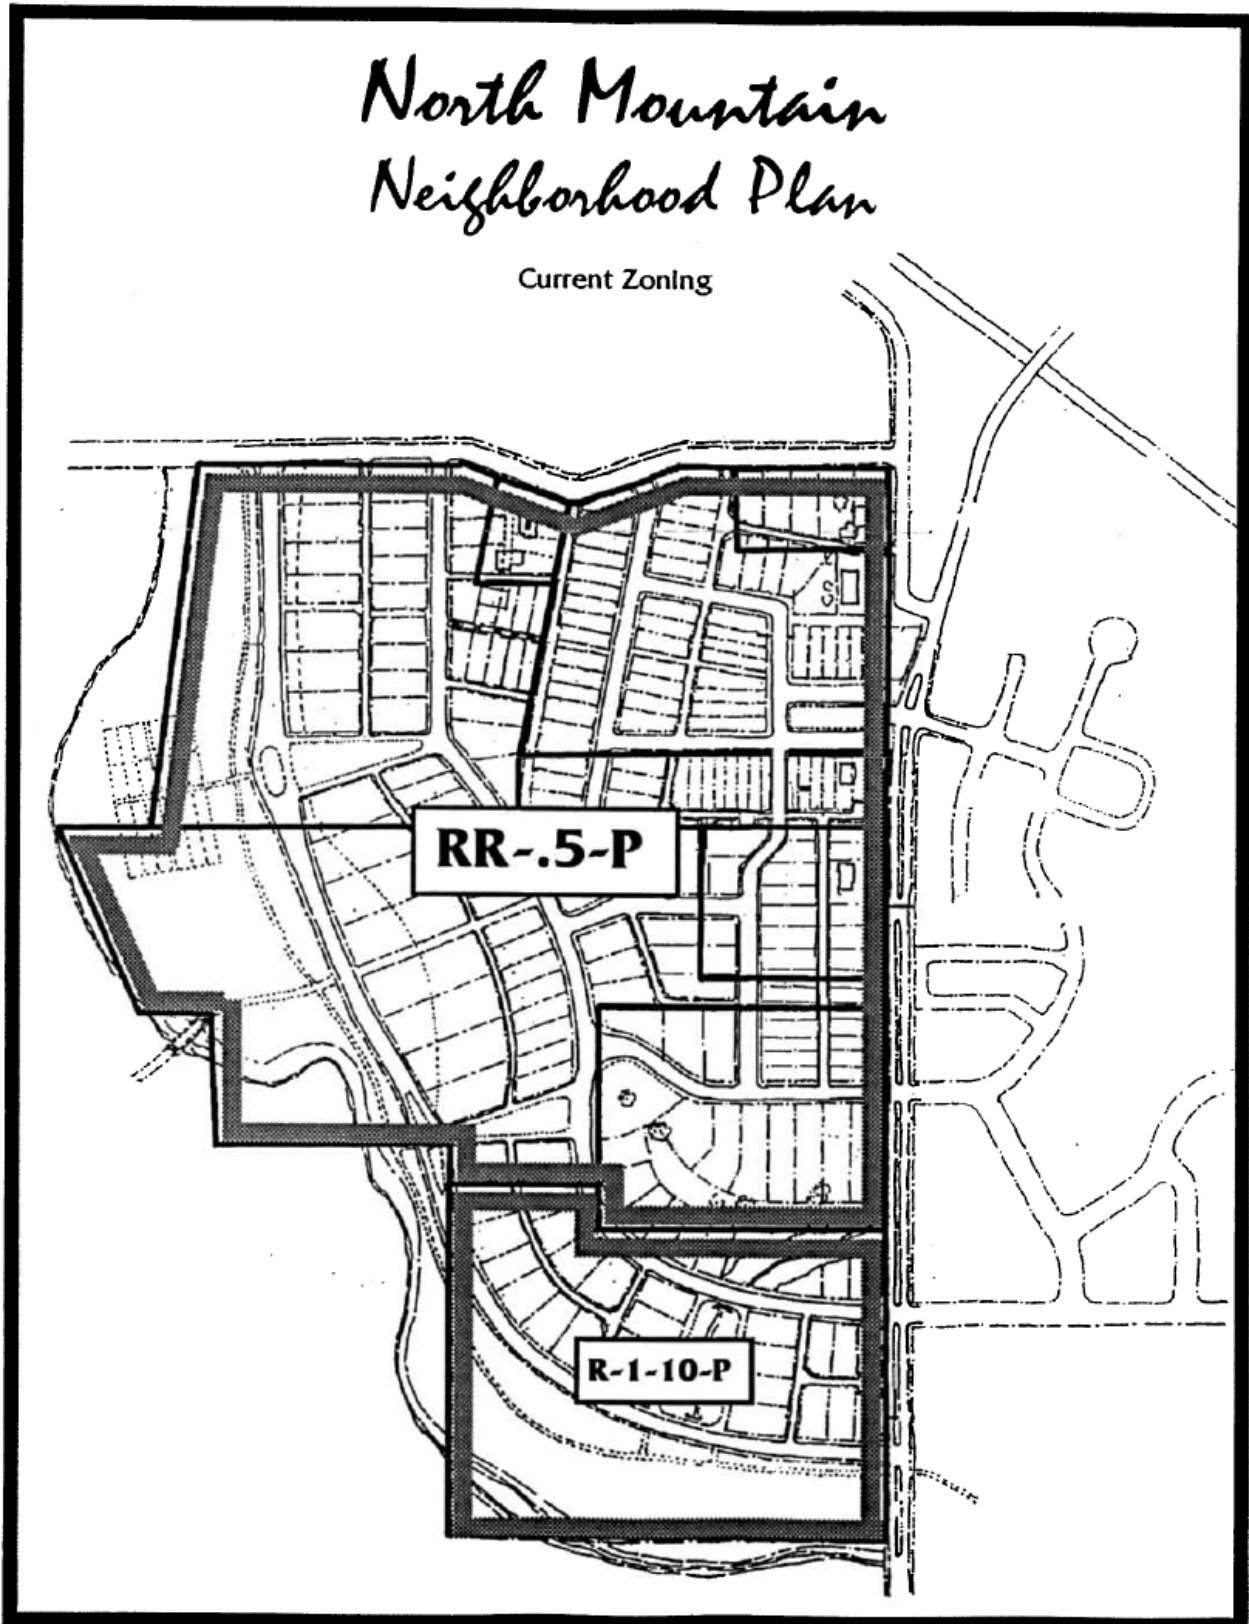 North Mountain
Neighborhood Plan
Current Zoning
RR-.5-P
R-1-10-P